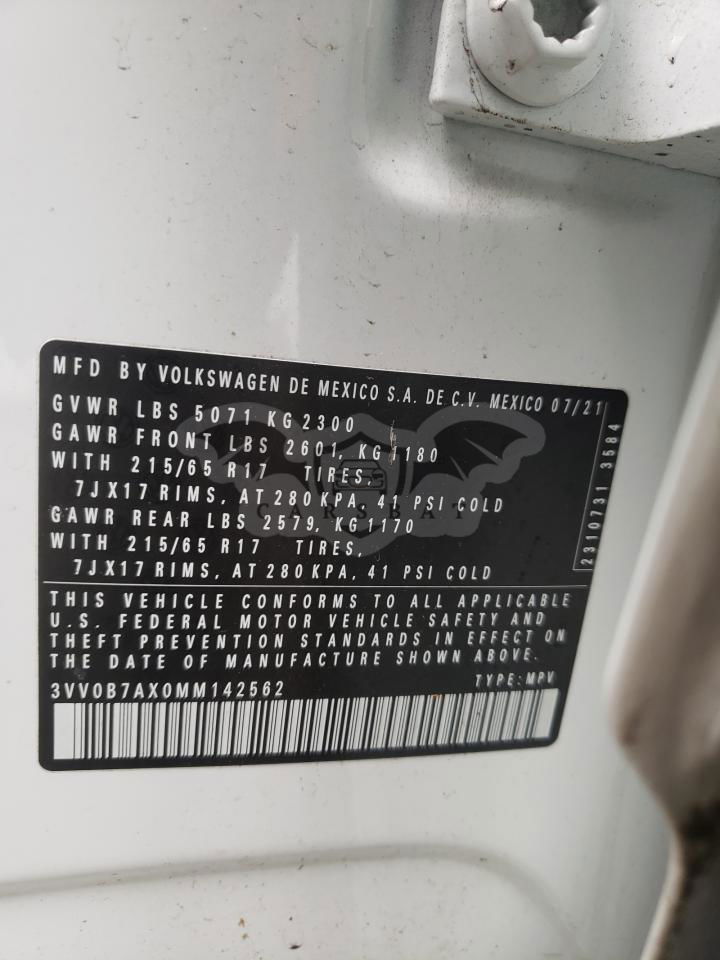 MFD BY VOLKSWAGEN DE MEXICO S.A. DE C.V. MEXICO 07/21
GVWR LBS 5071 KG 2300
GAWR FRONT LBS 2601, KG 1180
WITH 215/65 R17 TIRES,
7JX17 RIMS, AT 280 KPA, 41 PSI COLD
GAWR REAR LBS 2579, KG 1170
WITH 215/65 R17 TIRES,
7JX17 RIMS, AT 280 KPA, 41 PSI COLD
2310731 3584
CARSBAT
THIS VEHICLE CONFORMS TO ALL APPLICABLE
U.S. FEDERAL MOTOR VEHICLE SAFETY AND
THEFT PREVENTION STANDARDS IN EFFECT ON
THE DATE OF MANUFACTURE SHOWN ABOVE.
3VV0B7AX0MM142562 TYPE: MPV